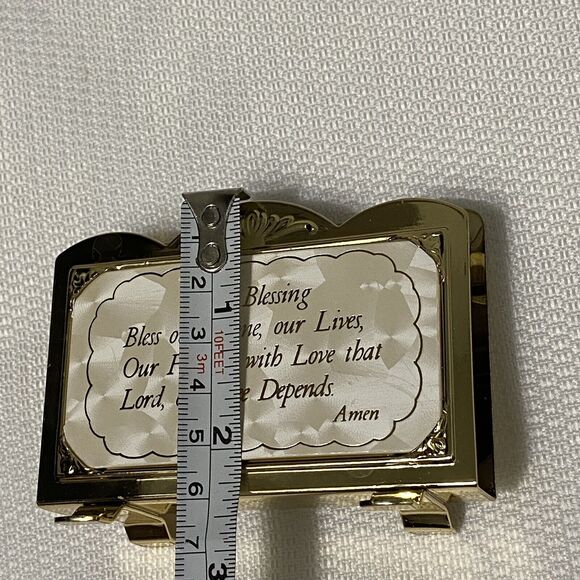 Blessing
Bless o ne, our Lives,
Our F with Love that
Lord, e Depends.
Amen
1
2
3
2
3
3m
4
5
6
7
10FEET